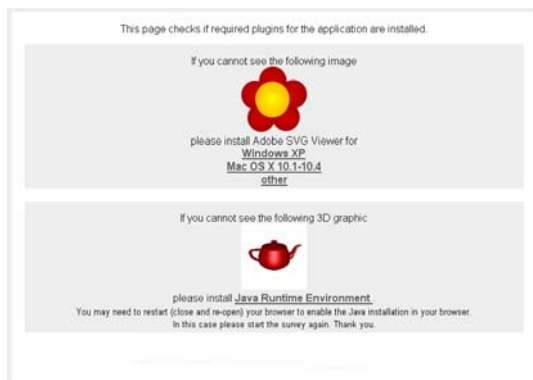 This page checks if required plugins for the application are installed.
If you cannot see the following image
please install Adobe SVG Viewer for
Windows XP
Mac OS X 10.1-10.4
other
If you cannot see the following 3D graphic
please install Java Runtime Environment
You may need to restart (close and re-open) your browser to enable the Java installation in your browser.
In this case please start the survey again. Thank you.